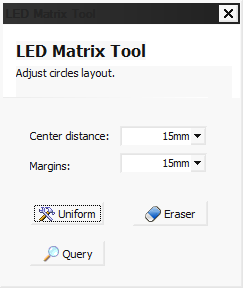 LED Matrix Tool
LED Matrix Tool
Adjust circles layout.
Center distance: 15mm
Margins: 15mm
Uniform Eraser
Query